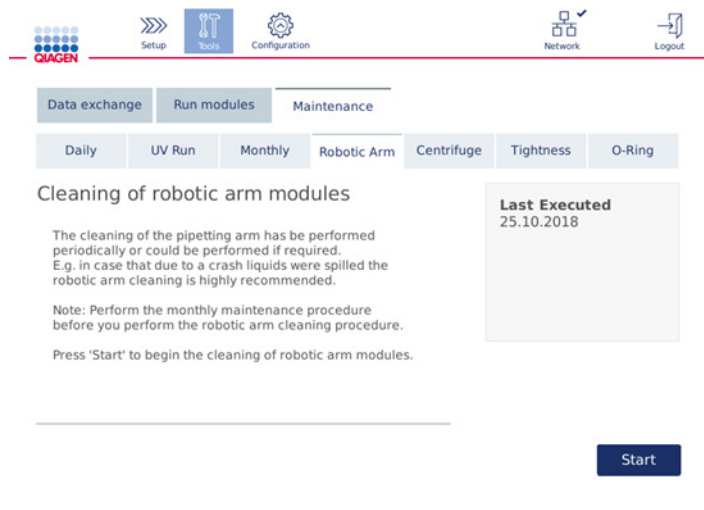 QIAGEN
Setup
Tools
Configuration
Network
Logout
Data exchange
Run modules
Maintenance
Daily
UV Run
Monthly
Robotic Arm
Centrifuge
Tightness
O-Ring
Cleaning of robotic arm modules
The cleaning of the pipetting arm has be performed
periodically or could be performed if required.
E.g. in case that due to a crash liquids were spilled the
robotic arm cleaning is highly recommended.
Note: Perform the monthly maintenance procedure
before you perform the robotic arm cleaning procedure.
Press 'Start' to begin the cleaning of robotic arm modules.
Last Executed
25.10.2018
Start